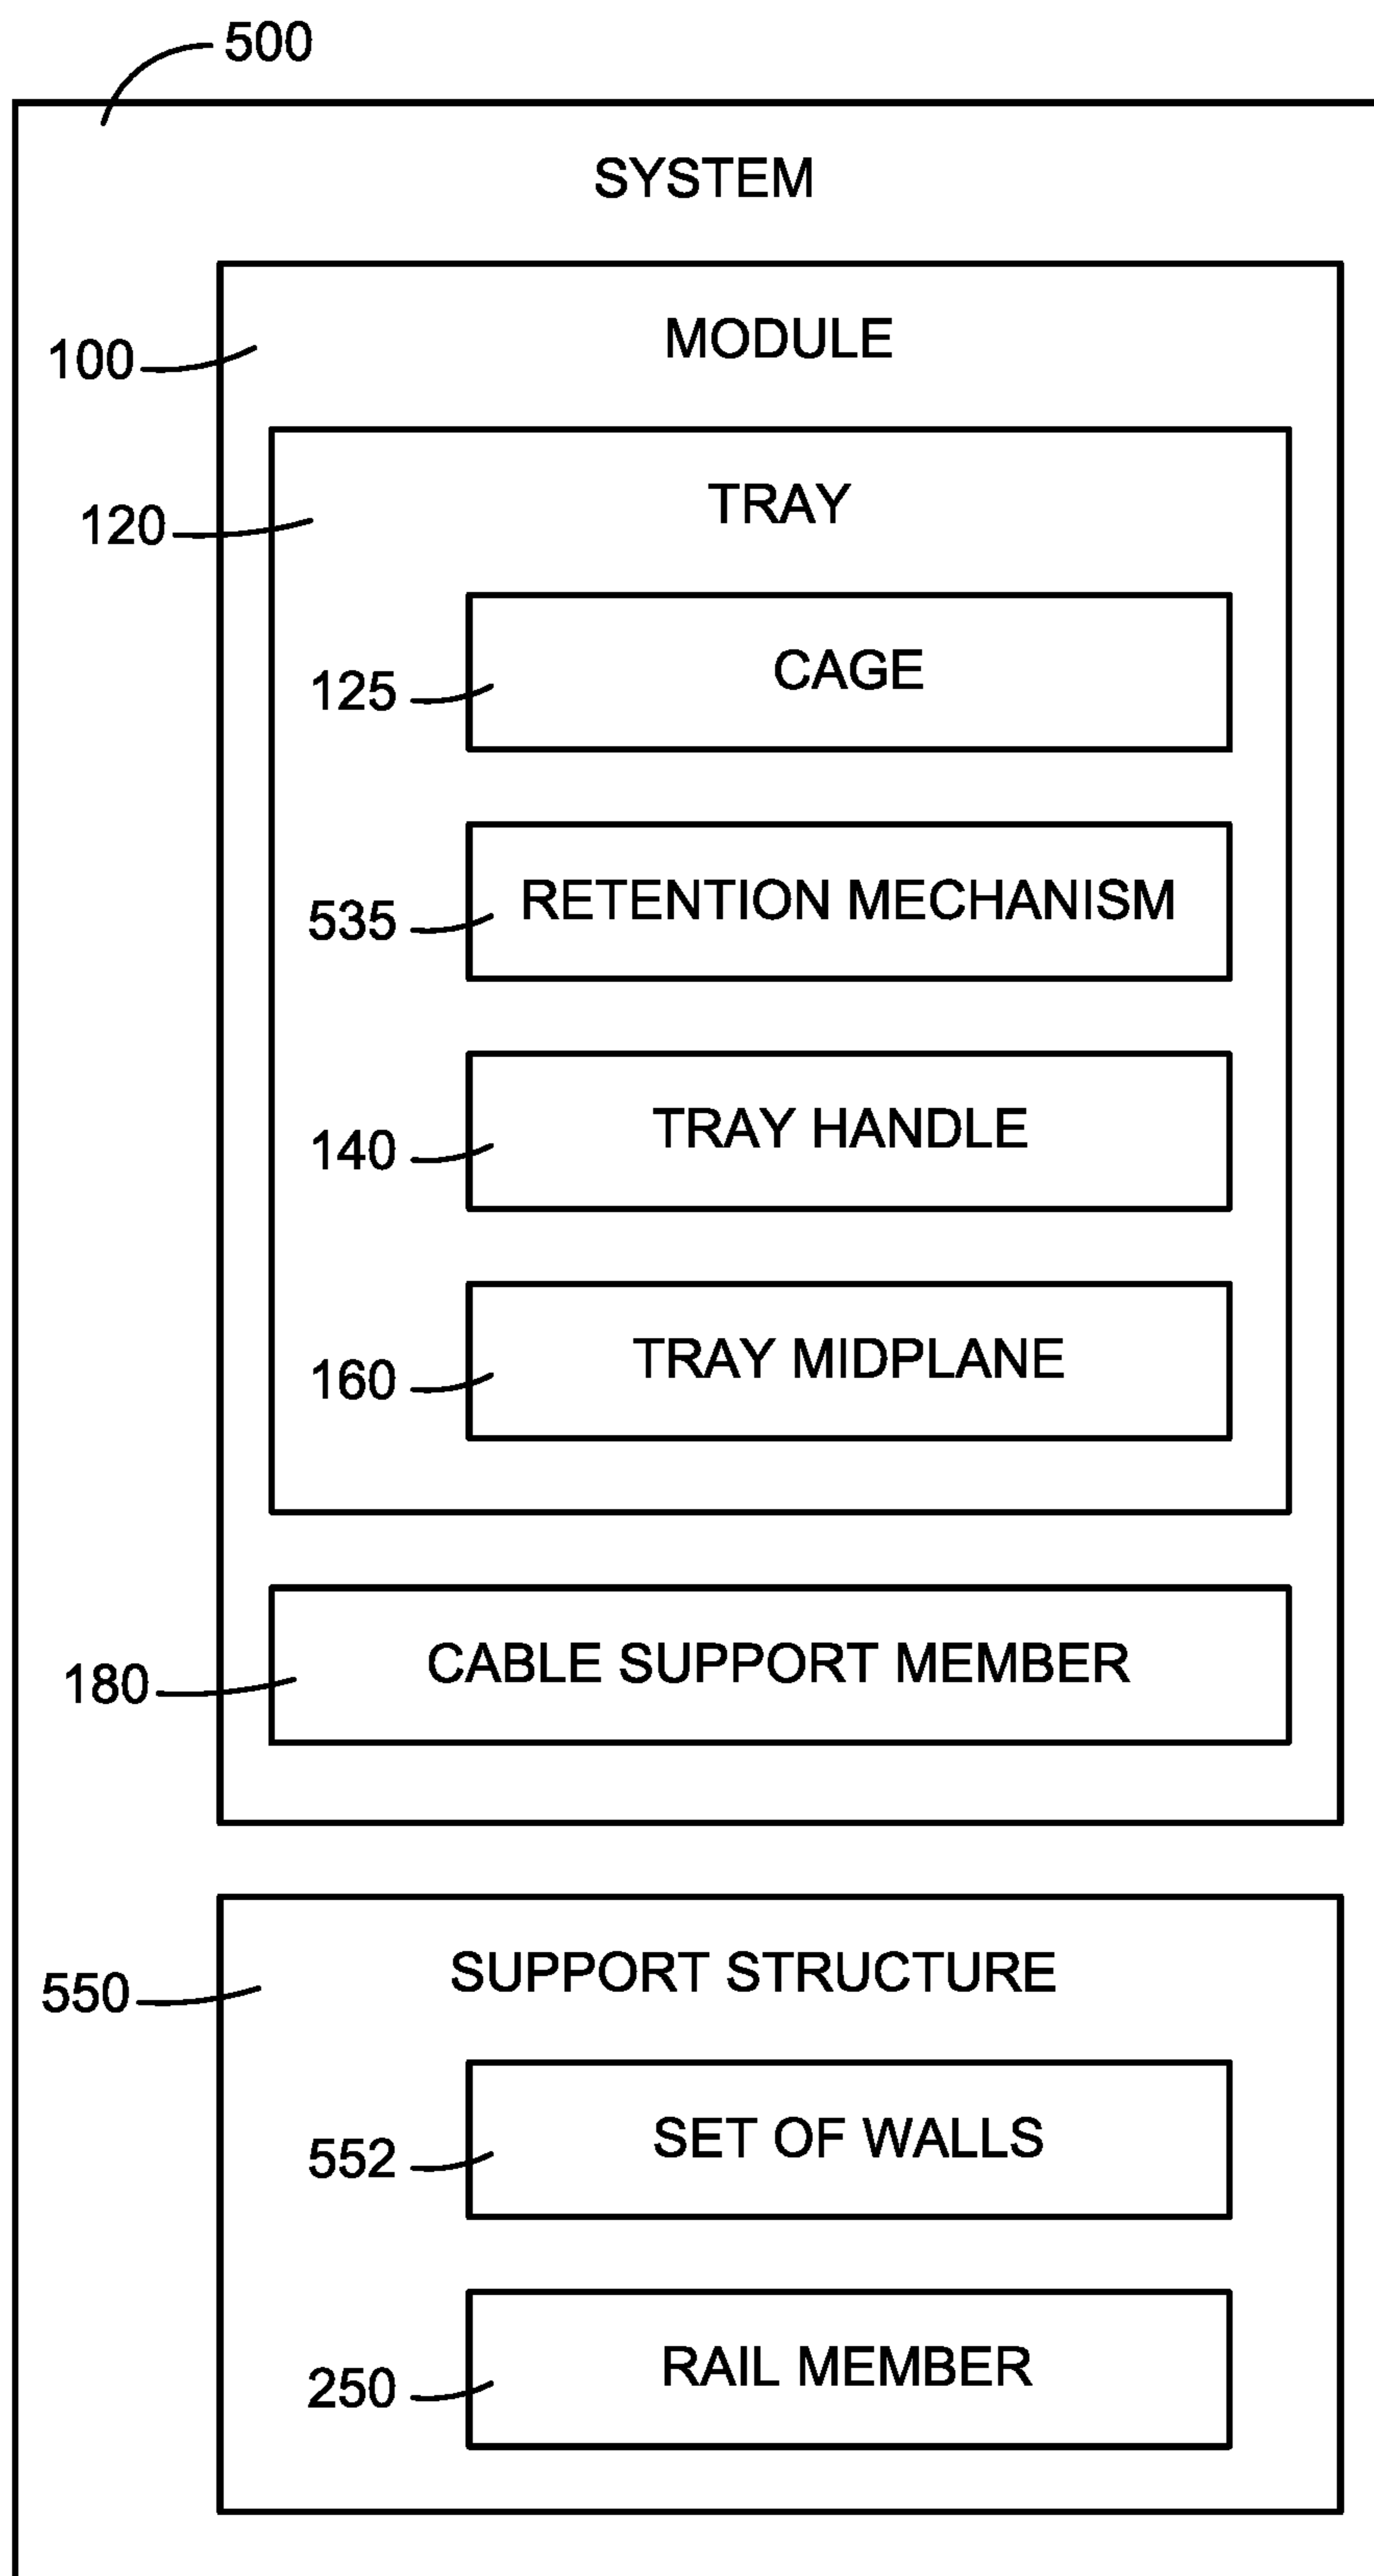 500
SYSTEM
MODULE
100
TRAY
120
CAGE
125
RETENTION MECHANISM
535
TRAY HANDLE
140
TRAY MIDPLANE
160
CABLE SUPPORT MEMBER
180
SUPPORT STRUCTURE
550
SET OF WALLS
552
RAIL MEMBER
250